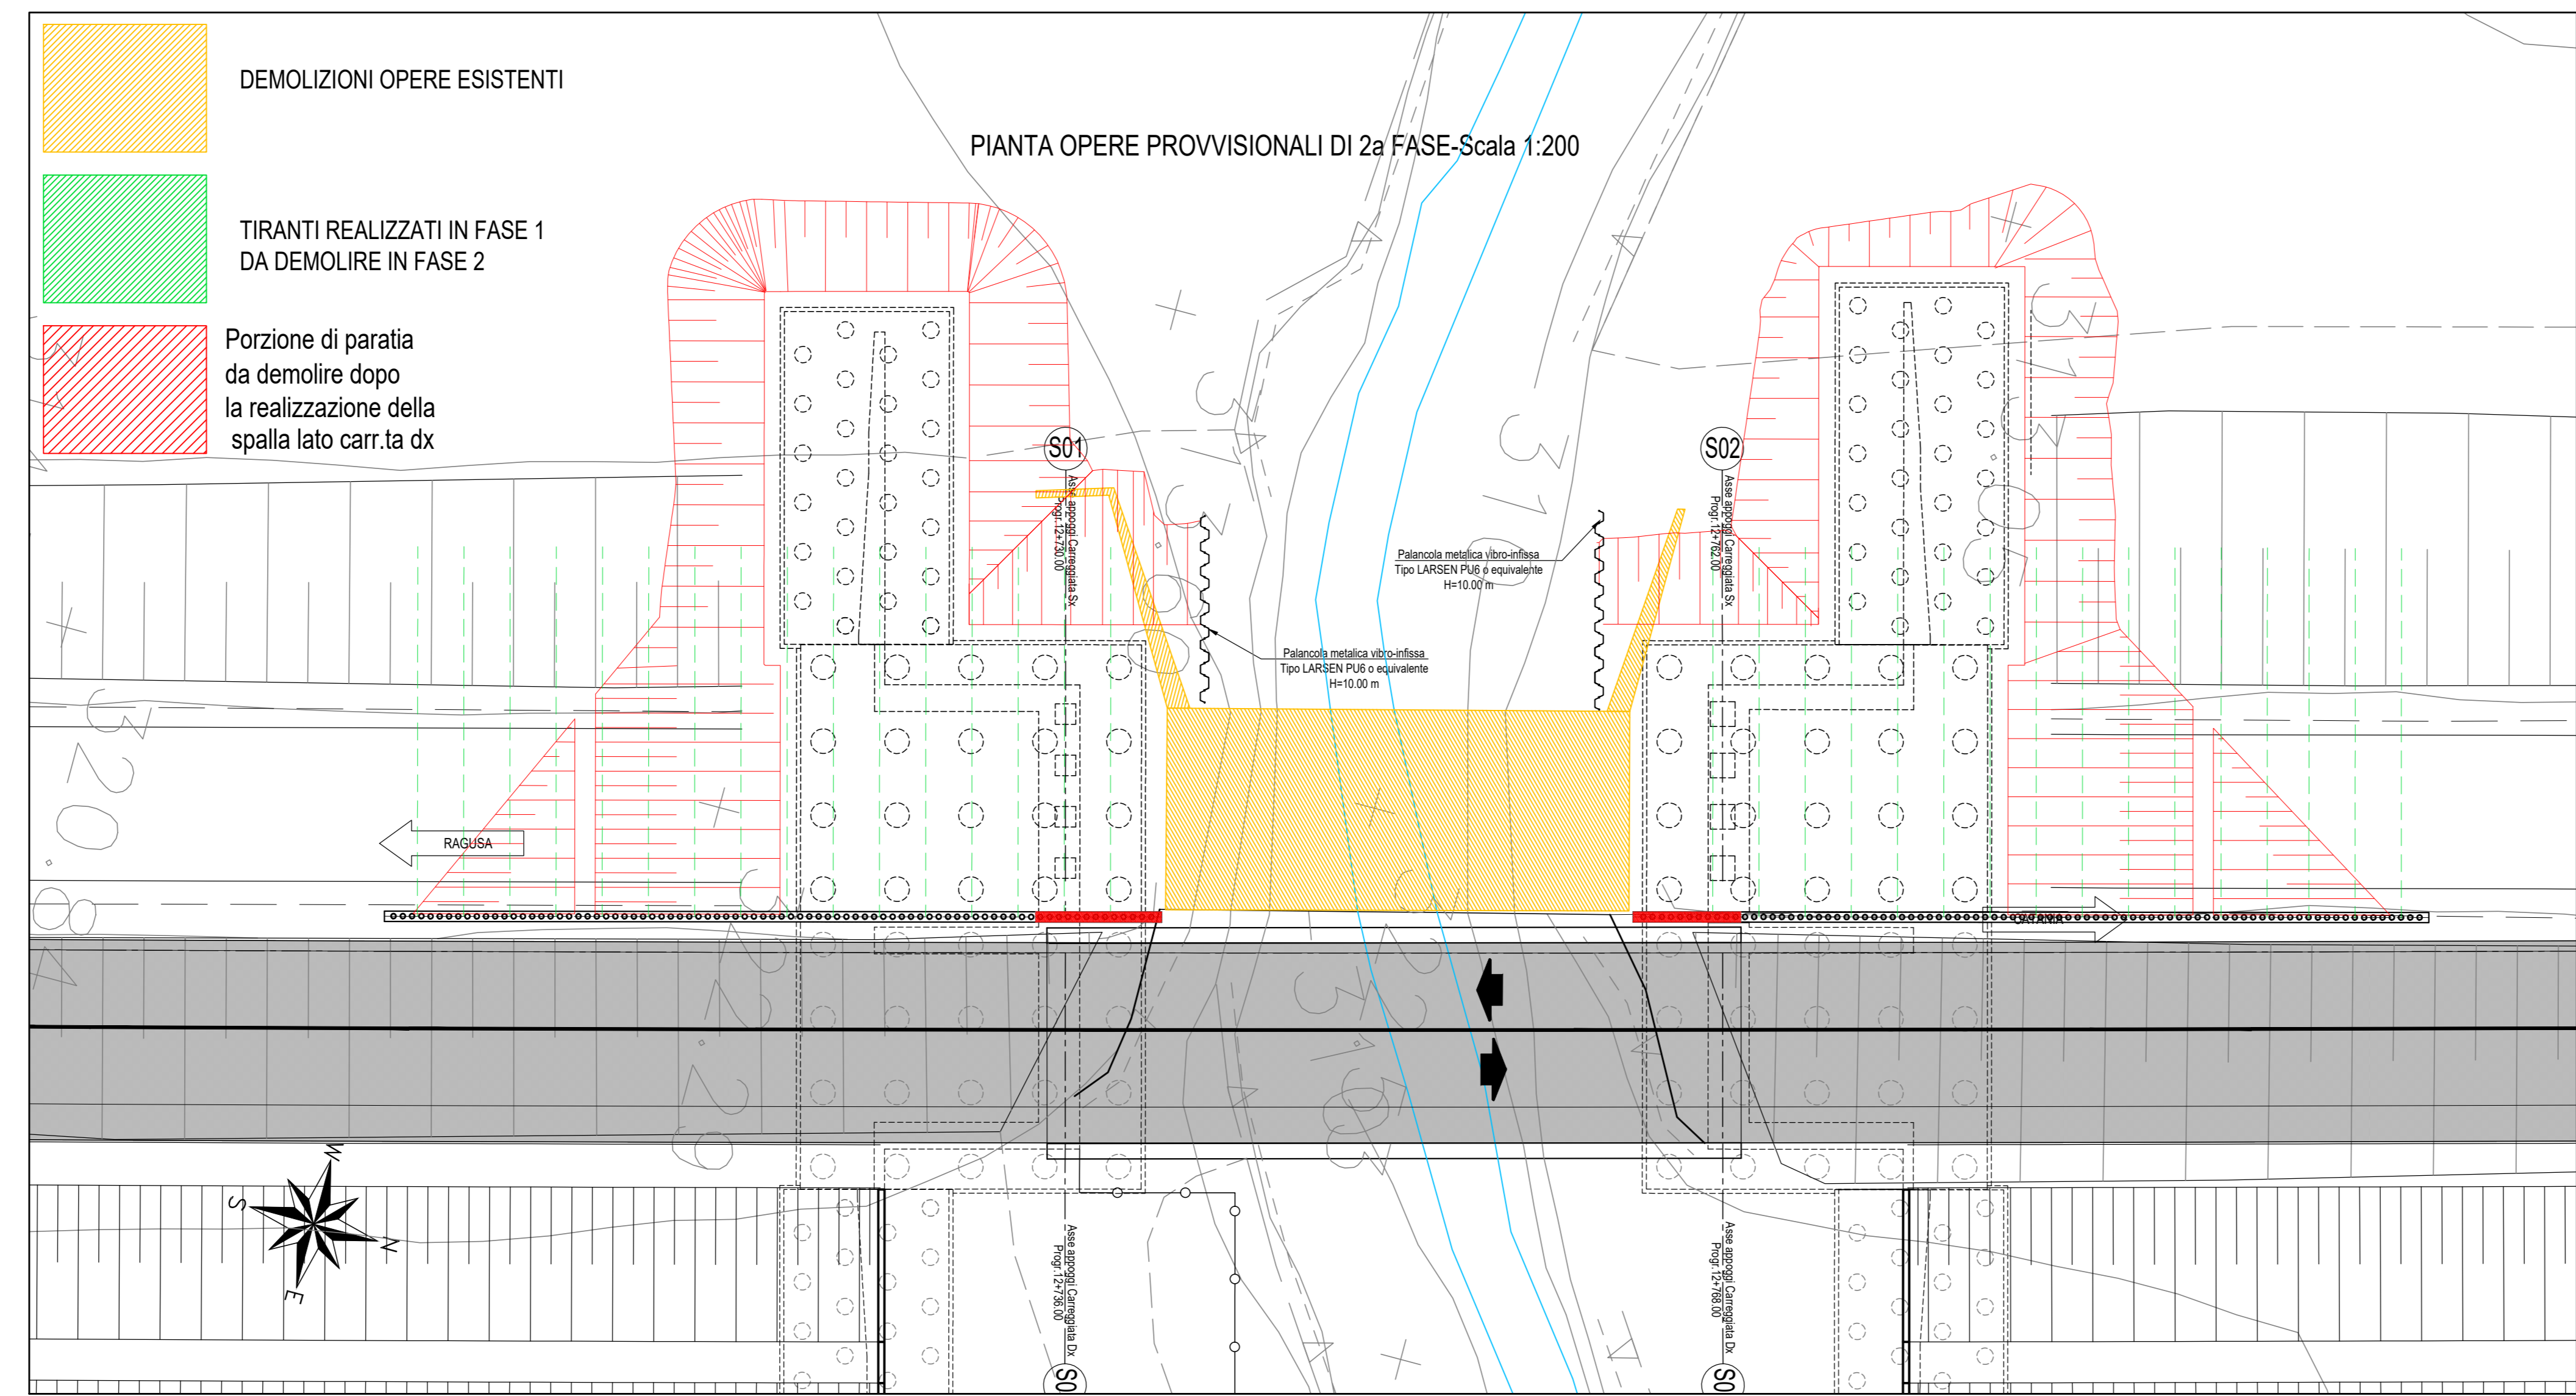 DEMOLIZIONI OPERE ESISTENTI
PIANTA OPERE PROVVISIONALI DI 2a FASE-Scala 1:200
TIRANTI REALIZZATI IN FASE 1
DA DEMOLIRE IN FASE 2
Porzione di paratia
da demolire dopo
la realizzazione della
spalla lato carr.ta dx
S01
Asse appoggi Carreggiata Sx
Progr.12+730.00
S02
Asse appoggi Carreggiata Sx
Progr.12+762.00
Palancola metalica vibro-infissa
Tipo LARSEN PU6 o equivalente
H=10.00 m
Palancola metalica vibro-infissa
Tipo LARSEN PU6 o equivalente
H=10.00 m
RAGUSA
CATANIA
S
N
E
Asse appoggi Carreggiata Dx
Progr.12+736.00
S0
Asse appoggi Carreggiata Dx
Progr.12+768.00
S0